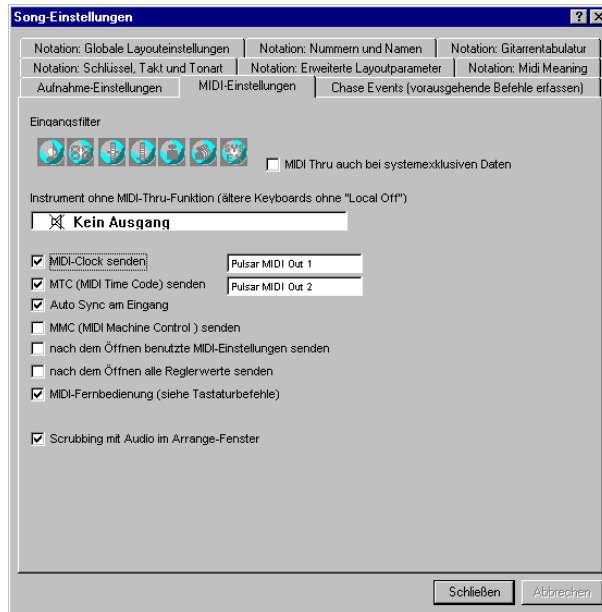 Song-Einstellungen
Notation: Globale Layouteinstellungen
Notation: Nummern und Namen
Notation: Gitarrentabulatur
Notation: Schlüssel, Takt und Tonart
Notation: Erweiterte Layoutparameter
Notation: Midi Meaning
Aufnahme-Einstellungen
MIDI-Einstellungen
Chase Events (vorausgehende Befehle erfassen)
Eingangsfilter
SYS EX
MIDI Thru auch bei systemexklusiven Daten
Instrument ohne MIDI-Thru-Funktion (ältere Keyboards ohne "Local Off")
Kein Ausgang
MIDI-Clock senden
Pulsar MIDI Out 1
MTC (MIDI Time Code) senden
Pulsar MIDI Out 2
Auto Sync am Eingang
MMC (MIDI Machine Control ) senden
nach dem Öffnen benutzte MIDI-Einstellungen senden
nach dem Öffnen alle Reglerwerte senden
MIDI-Fernbedienung (siehe Tastaturbefehle)
Scrubbing mit Audio im Arrange-Fenster
Schließen
Abbrechen